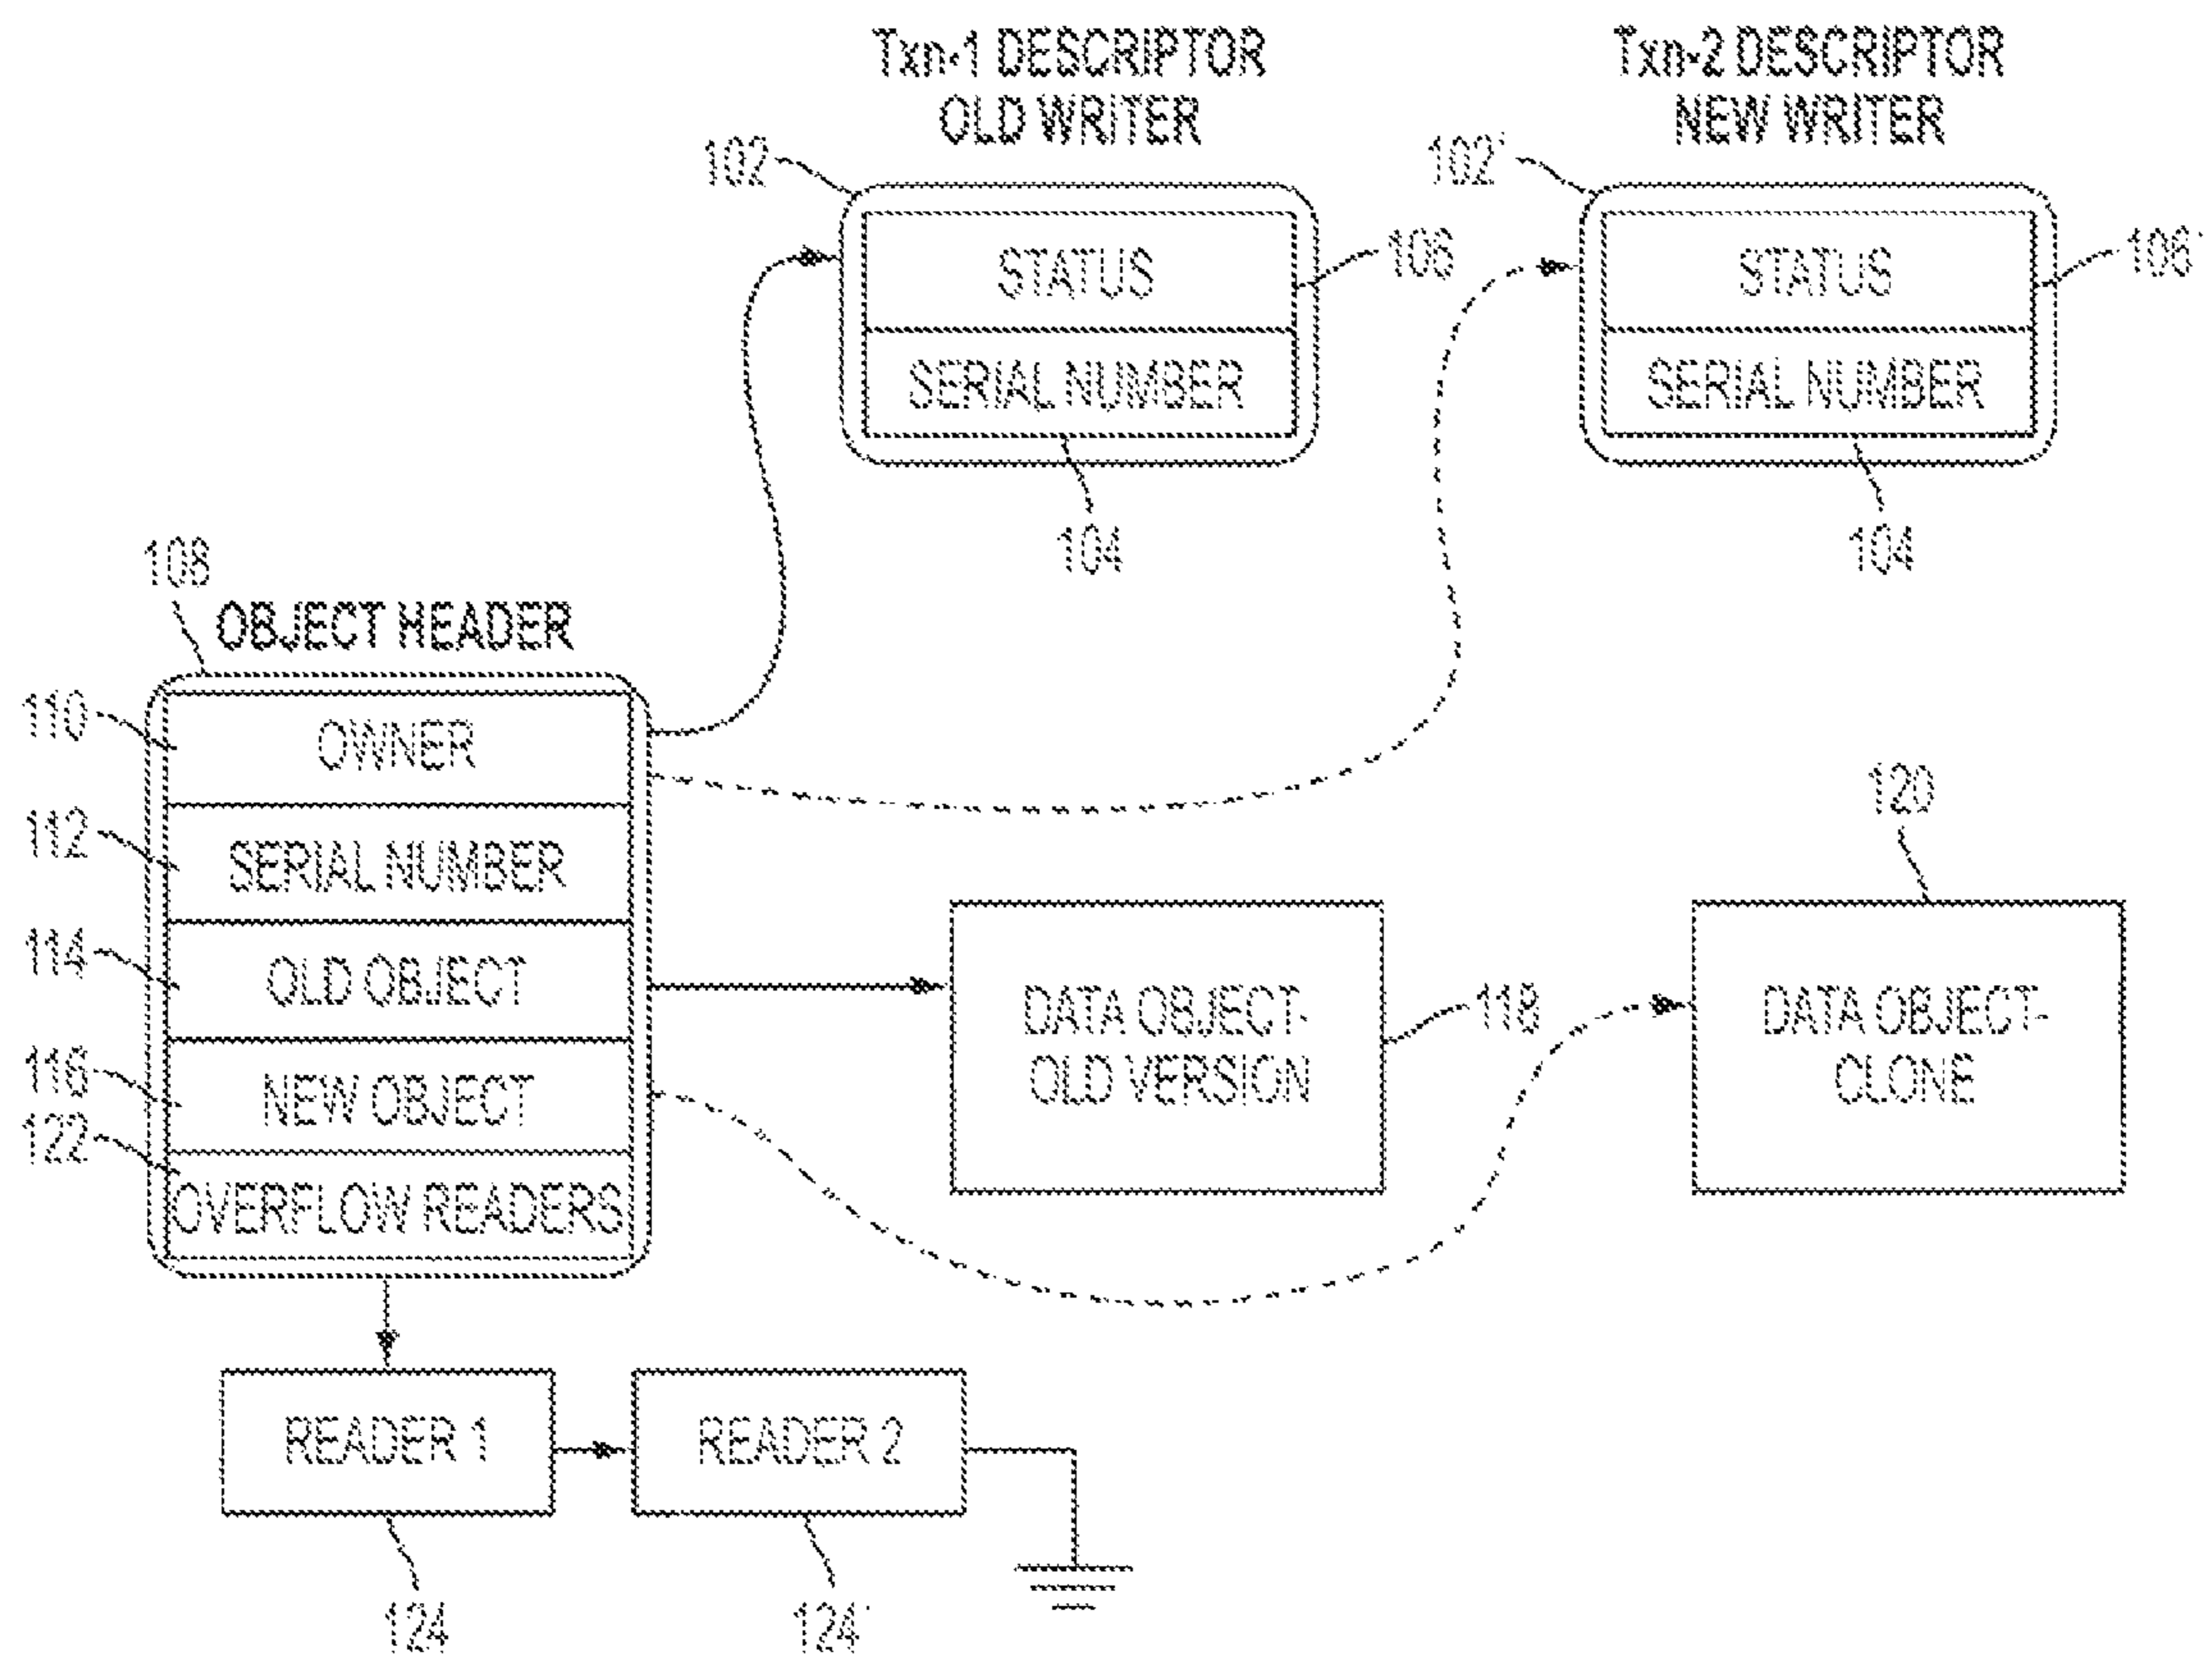 Txn-1 DESCRIPTOR
OLD WRITER
Txn-2 DESCRIPTOR
NEW WRITER
102
102'
STATUS
106
STATUS
106'
SERIAL NUMBER
SERIAL NUMBER
104
104
108
OBJECT HEADER
110
OWNER
112
SERIAL NUMBER
114
OLD OBJECT
116
NEW OBJECT
122
OVERFLOW READERS
DATA OBJECT-
OLD VERSION
118
120
DATA OBJECT-
CLONE
READER 1
READER 2
124
124'